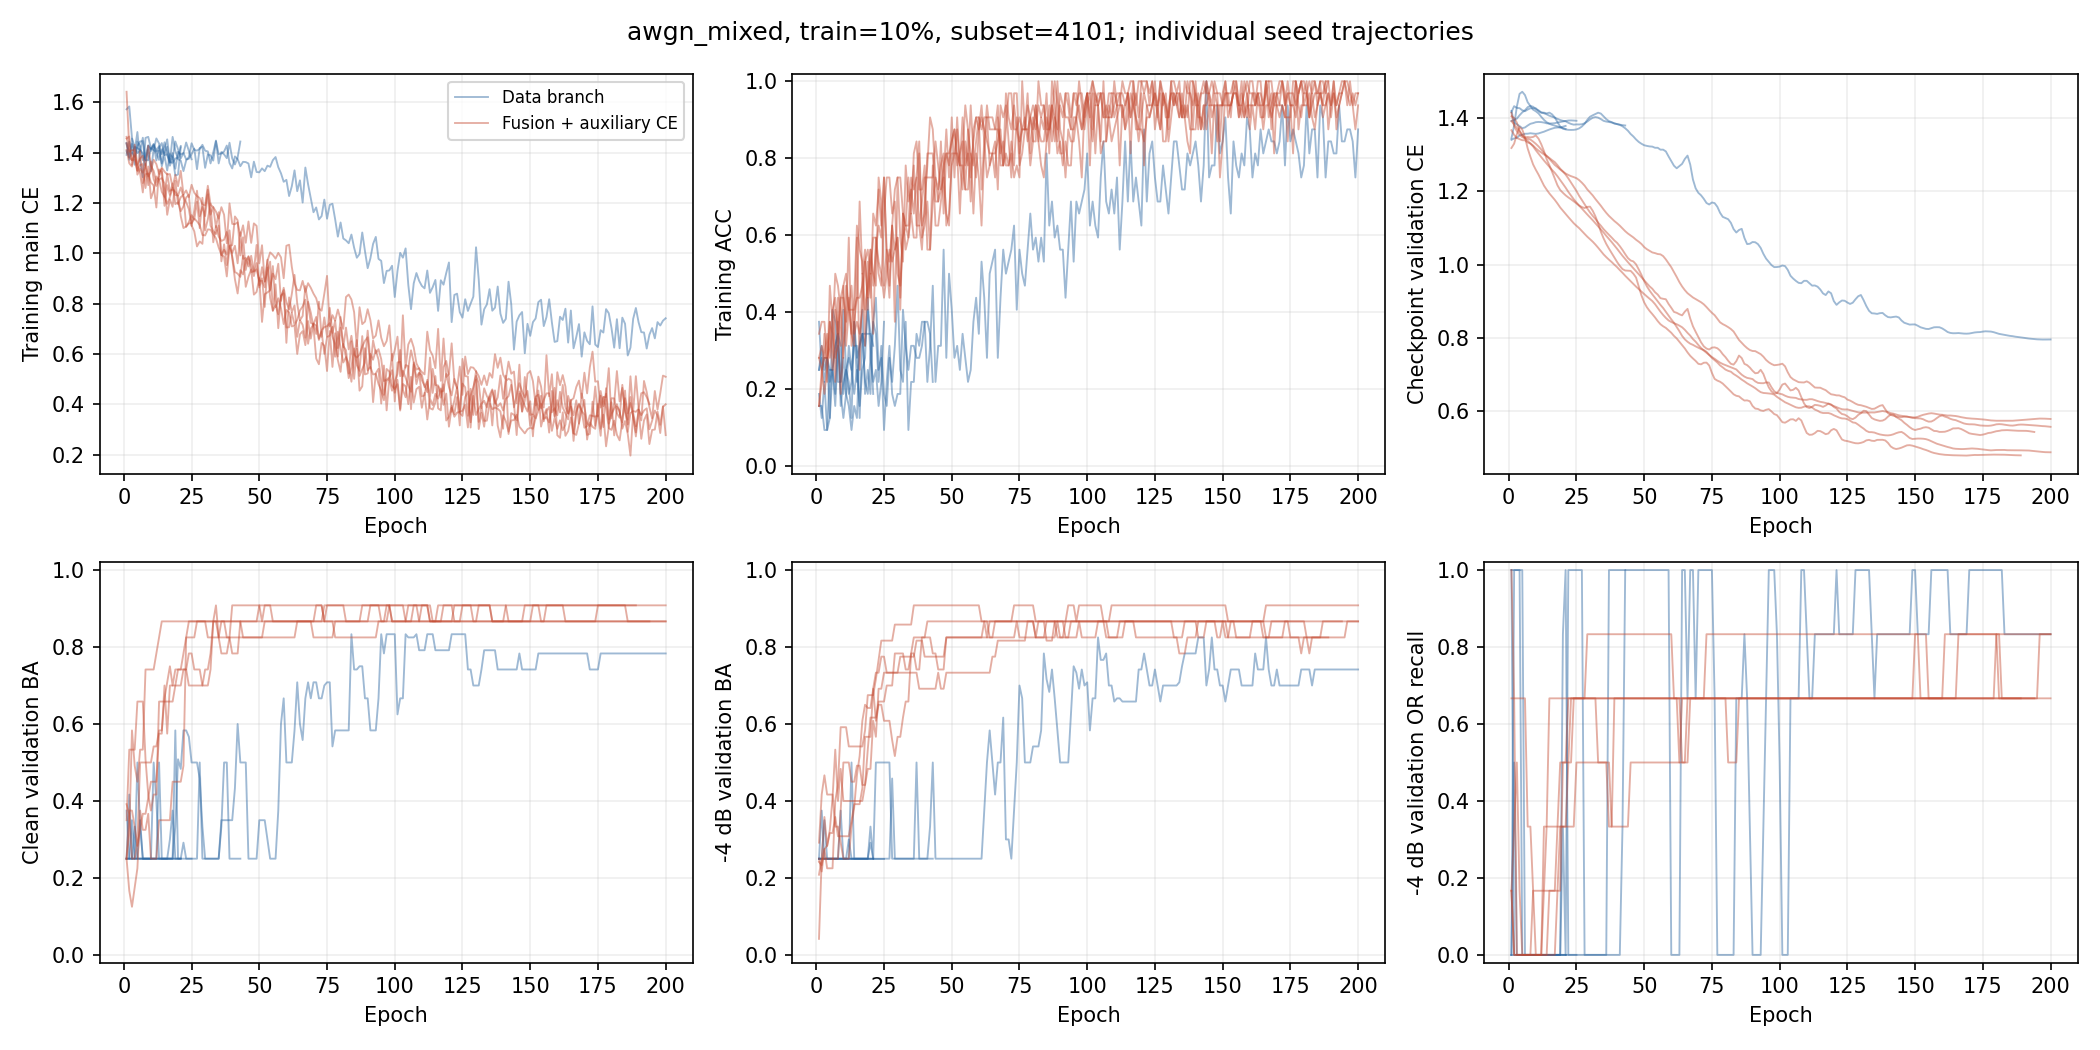 awgn_mixed, train=10%, subset=4101; individual seed trajectories
Training main CE
1.6
1.4
1.2
1.0
0.8
0.6
0.4
0.2
Data branch
Fusion + auxiliary CE
0 25 50 75 100 125 150 175 200
Epoch
Training ACC
1.0
0.8
0.6
0.4
0.2
0.0
0 25 50 75 100 125 150 175 200
Epoch
Checkpoint validation CE
1.4
1.2
1.0
0.8
0.6
0 25 50 75 100 125 150 175 200
Epoch
Clean validation BA
1.0
0.8
0.6
0.4
0.2
0.0
0 25 50 75 100 125 150 175 200
Epoch
-4 dB validation BA
1.0
0.8
0.6
0.4
0.2
0.0
0 25 50 75 100 125 150 175 200
Epoch
-4 dB validation OR recall
1.0
0.8
0.6
0.4
0.2
0.0
0 25 50 75 100 125 150 175 200
Epoch